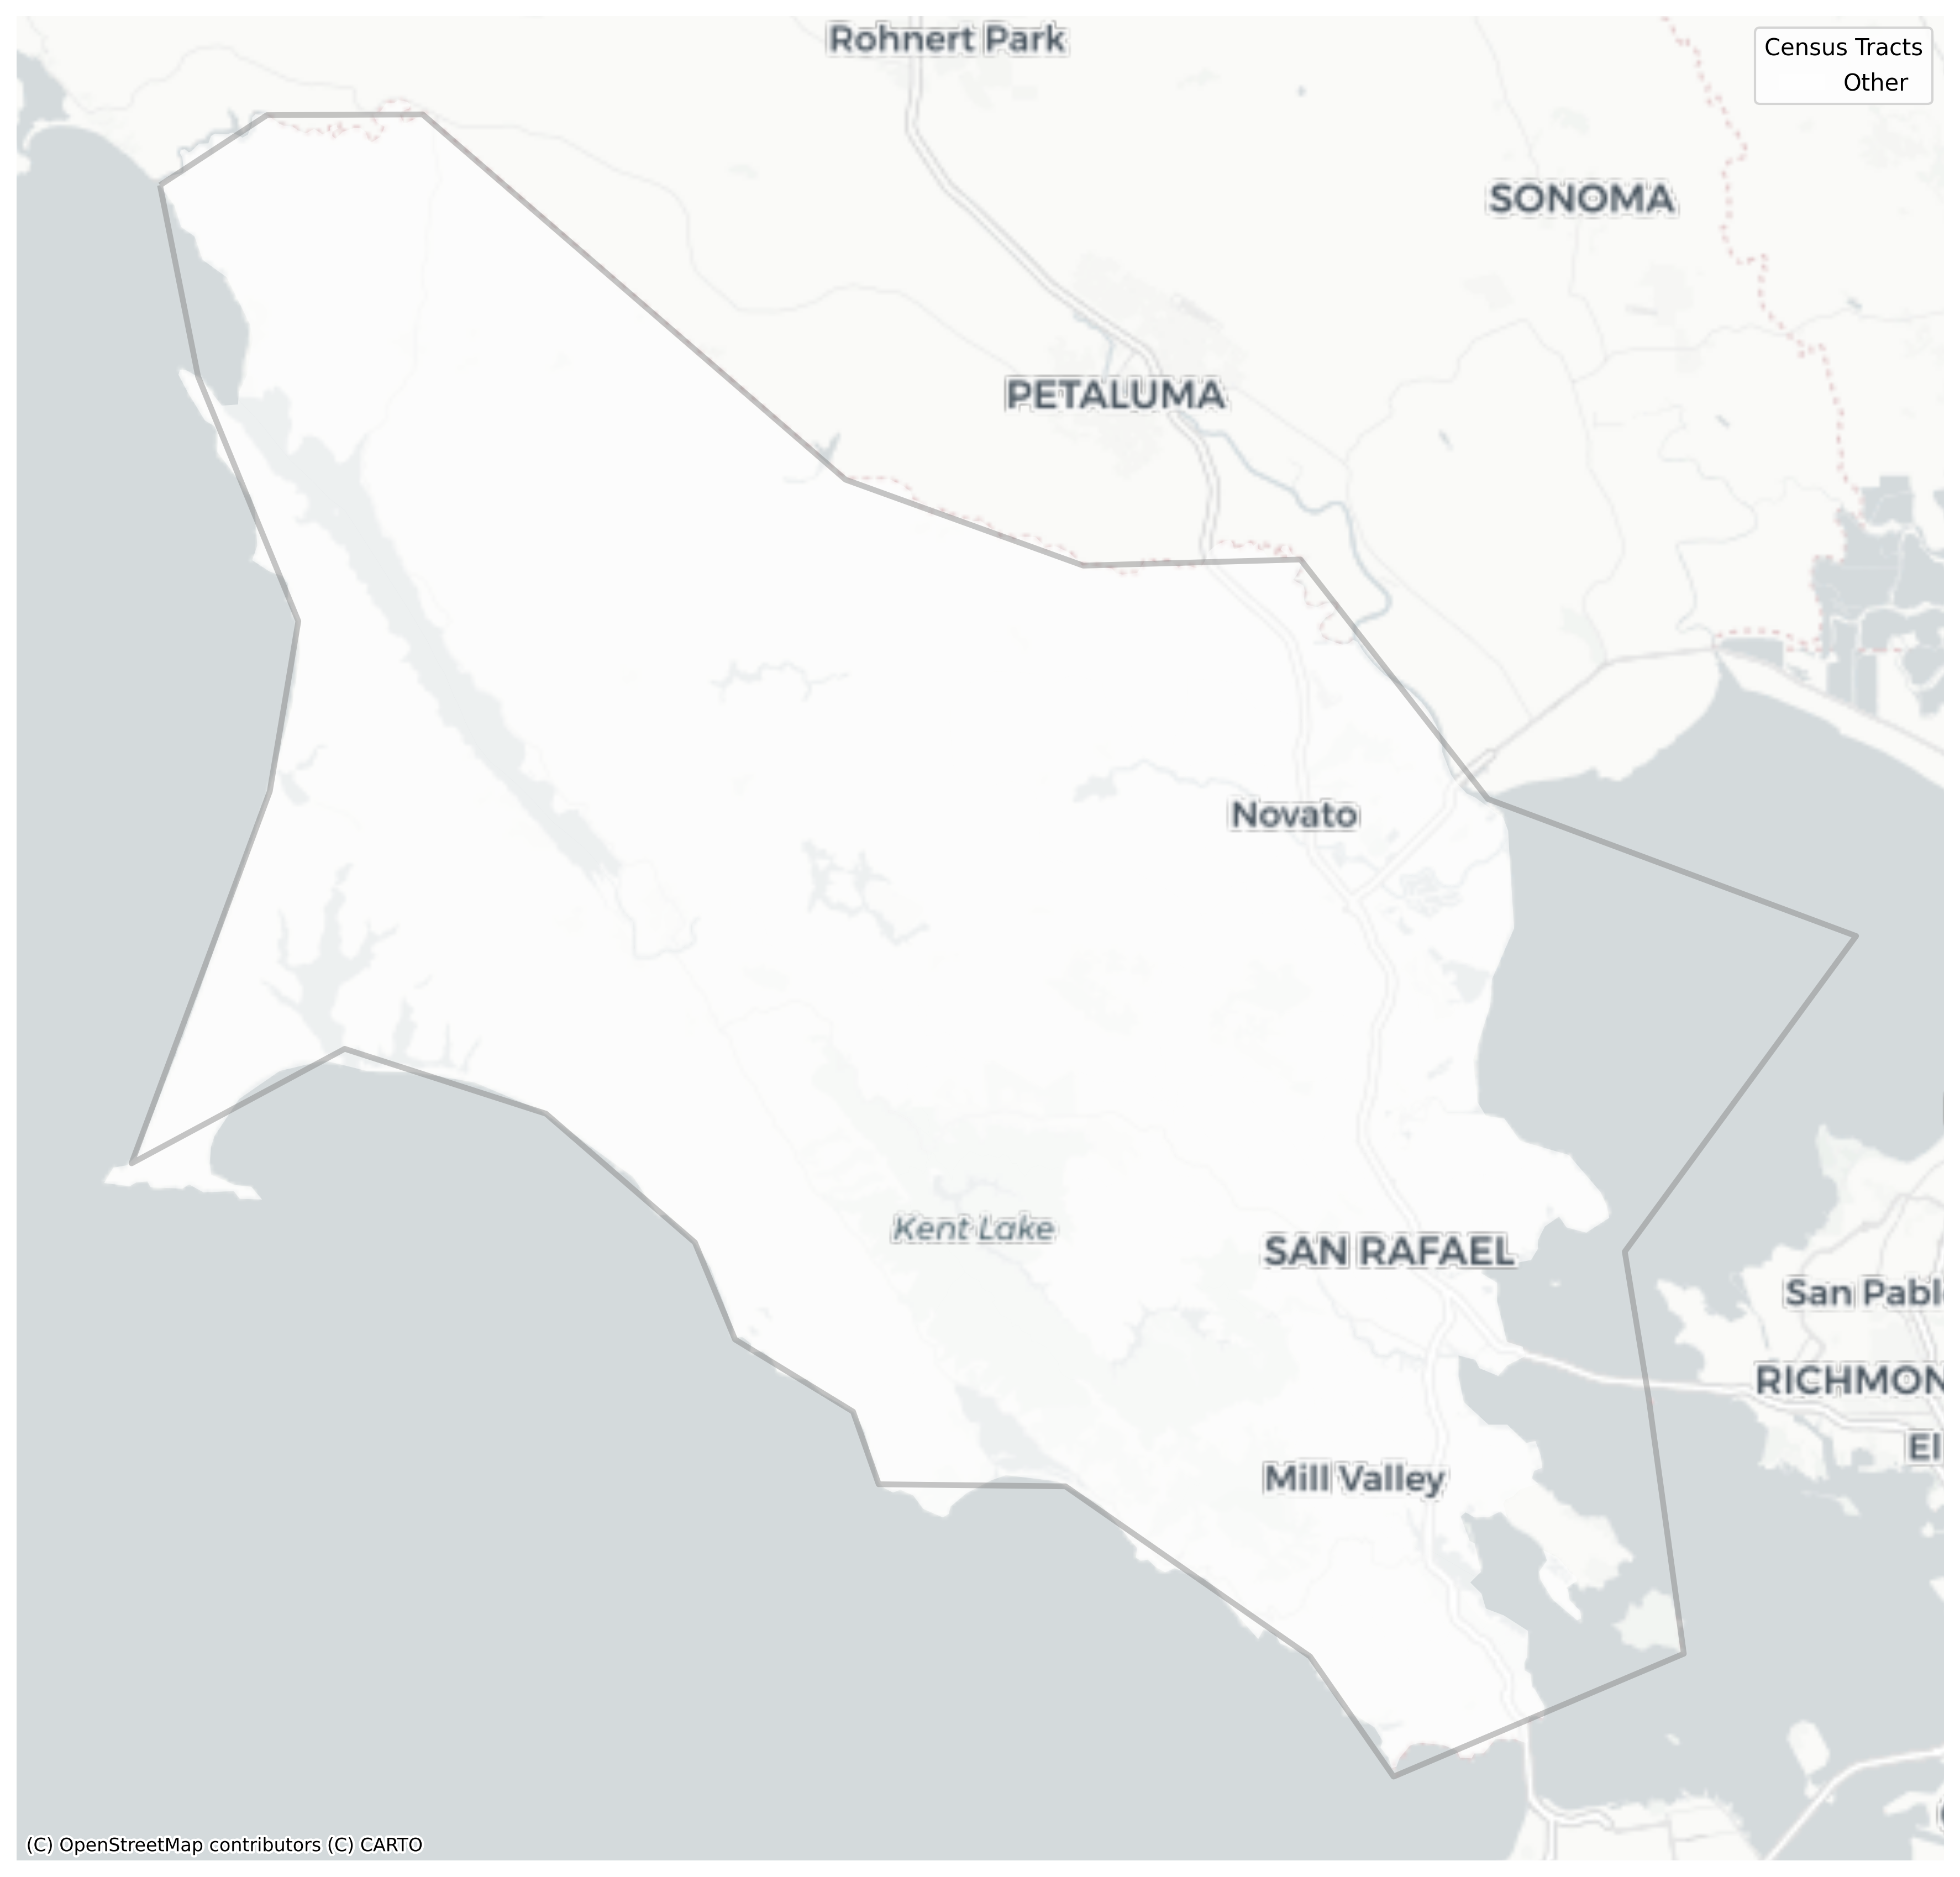 Rohnert Park
Census Tracts
Other
SONOMA
PETALUMA
Novato
Kent Lake
SAN RAFAEL
San Pabl
RICHMON
El
Mill Valley
(C) OpenStreetMap contributors (C) CARTO